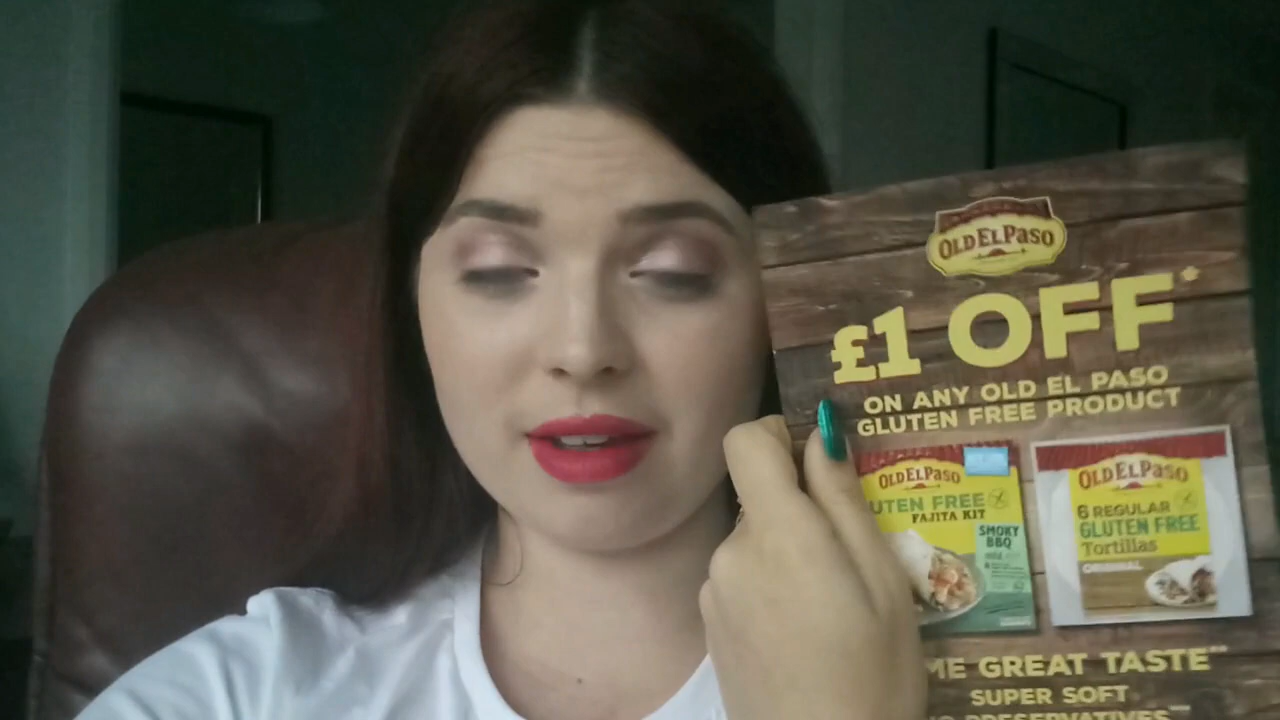 OLD EL PASO
£1 OFF*
ON ANY OLD EL PASO
GLUTEN FREE PRODUCT
OLD EL PASO
UTEN FREE
FAJITA KIT
SMOKY
BBQ
OLD EL PASO
6 REGULAR
GLUTEN FREE
Tortillas
ORIGINAL
ME GREAT TASTE**
SUPER SOFT
PRESERVATIVES***